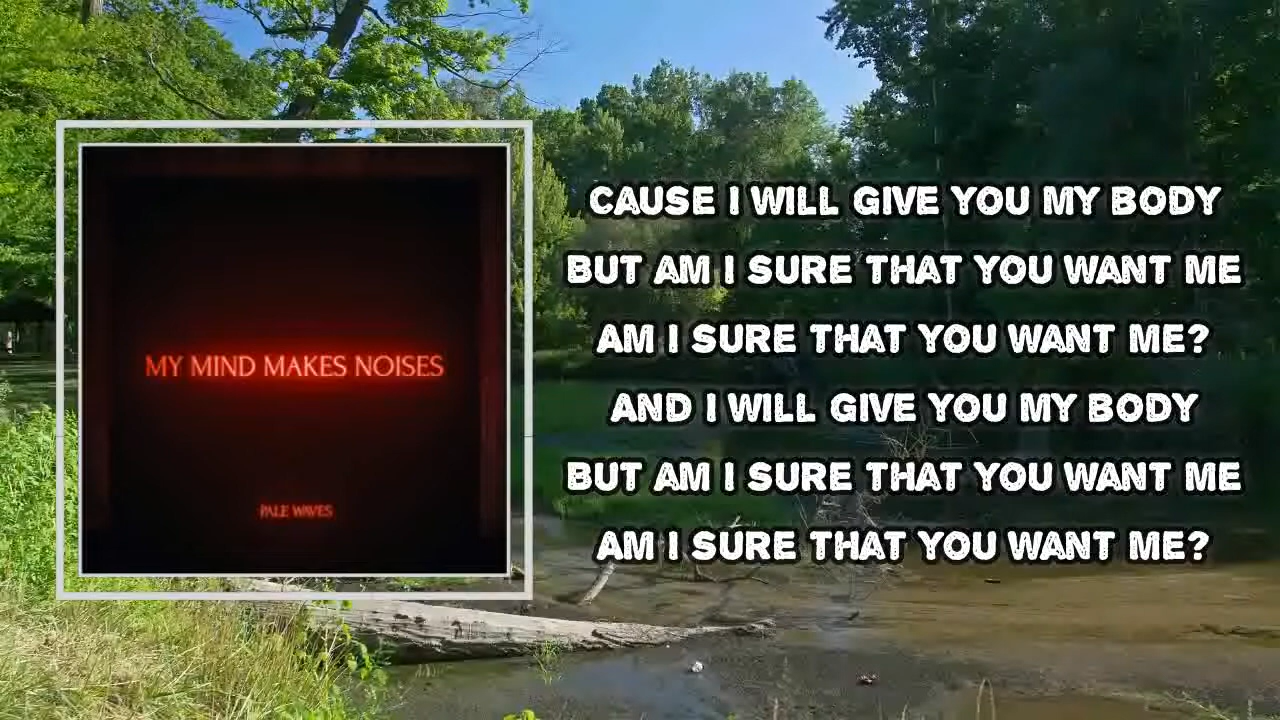 MY MIND MAKES NOISES
PALE WAVES
CAUSE I WILL GIVE YOU MY BODY
BUT AM I SURE THAT YOU WANT ME
AM I SURE THAT YOU WANT ME?
AND I WILL GIVE YOU MY BODY
BUT AM I SURE THAT YOU WANT ME
AM I SURE THAT YOU WANT ME?